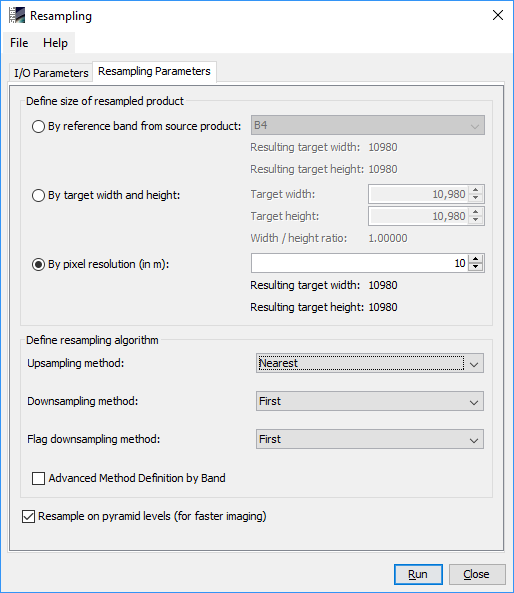 Resampling
File Help
I/O Parameters Resampling Parameters
Define size of resampled product
By reference band from source product: B4
Resulting target width: 10980
Resulting target height: 10980
By target width and height: Target width: 10,980
Target height: 10,980
Width / height ratio: 1.00000
By pixel resolution (in m): 10
Resulting target width: 10980
Resulting target height: 10980
Define resampling algorithm
Upsampling method: Nearest
Downsampling method: First
Flag downsampling method: First
Advanced Method Definition by Band
Resample on pyramid levels (for faster imaging)
Run Close